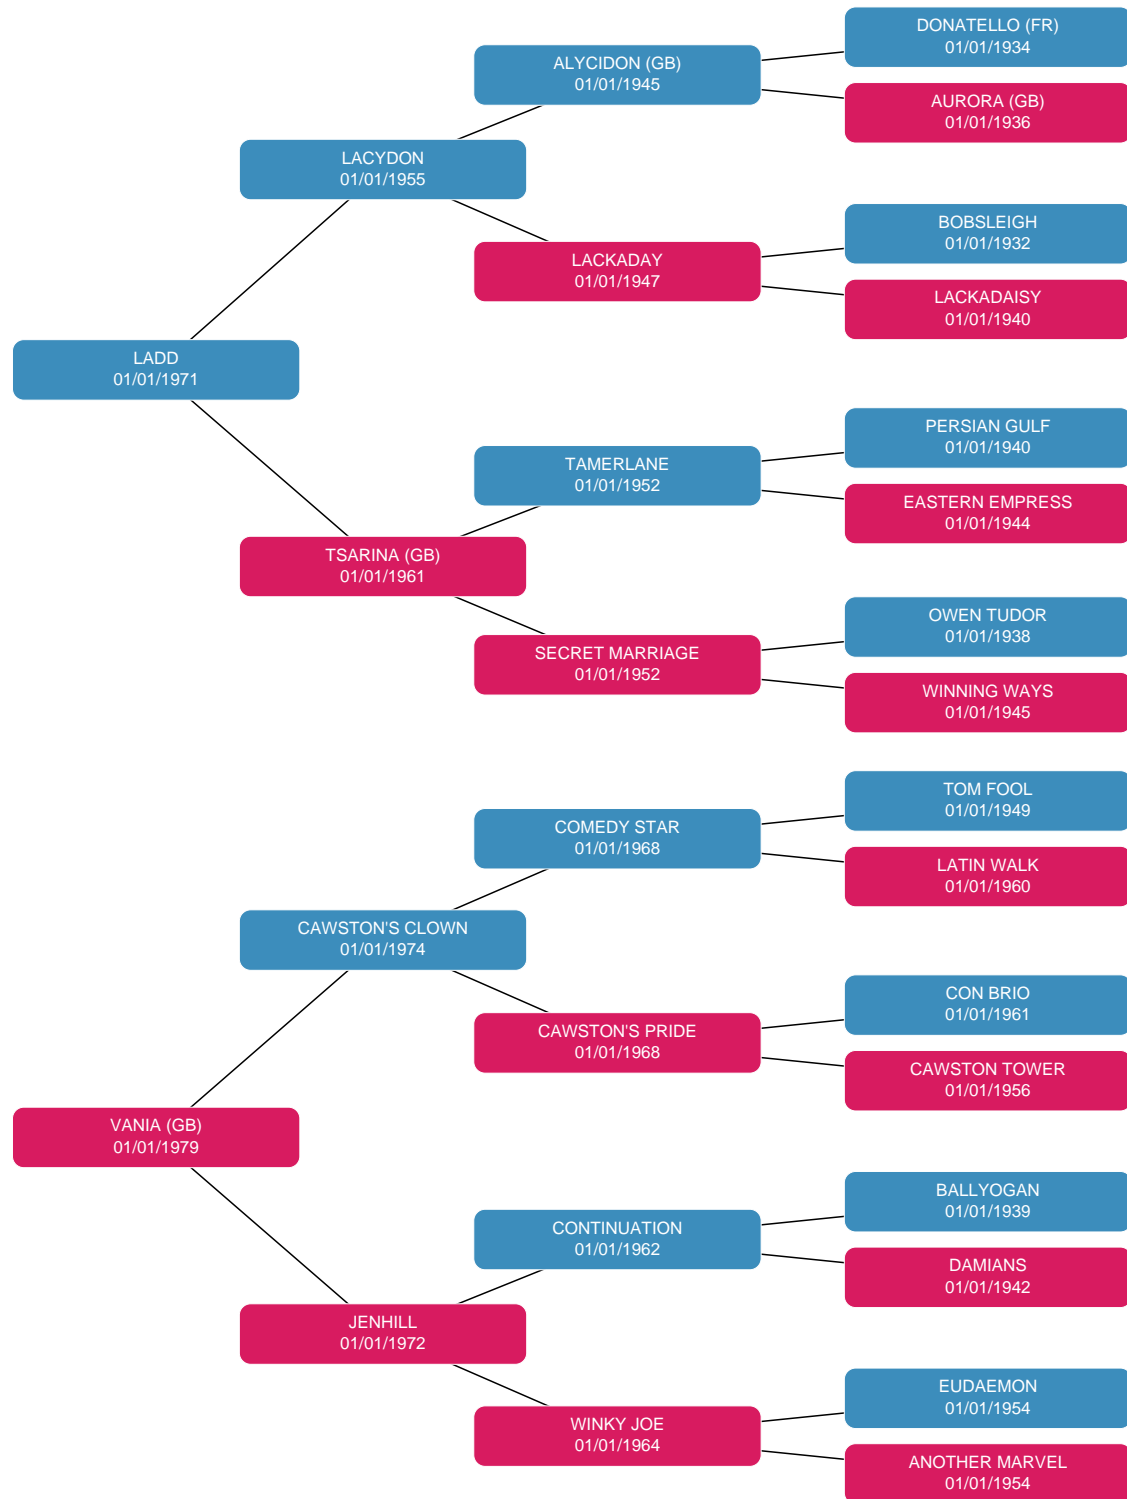 DONATELLO (FR)
01/01/1934
ALYCIDON (GB)
01/01/1945
AURORA (GB)
01/01/1936
LACYDON
01/01/1955
BOBSLEIGH
01/01/1932
LACKADAY
01/01/1947
LACKADAISY
01/01/1940
LADD
01/01/1971
PERSIAN GULF
01/01/1940
TAMERLANE
01/01/1952
EASTERN EMPRESS
01/01/1944
TSARINA (GB)
01/01/1961
OWEN TUDOR
01/01/1938
SECRET MARRIAGE
01/01/1952
WINNING WAYS
01/01/1945
TOM FOOL
01/01/1949
COMEDY STAR
01/01/1968
LATIN WALK
01/01/1960
CAWSTON'S CLOWN
01/01/1974
CON BRIO
01/01/1961
CAWSTON'S PRIDE
01/01/1968
CAWSTON TOWER
01/01/1956
VANIA (GB)
01/01/1979
BALLYOGAN
01/01/1939
CONTINUATION
01/01/1962
DAMIANS
01/01/1942
JENHILL
01/01/1972
EUDAEMON
01/01/1954
WINKY JOE
01/01/1964
ANOTHER MARVEL
01/01/1954